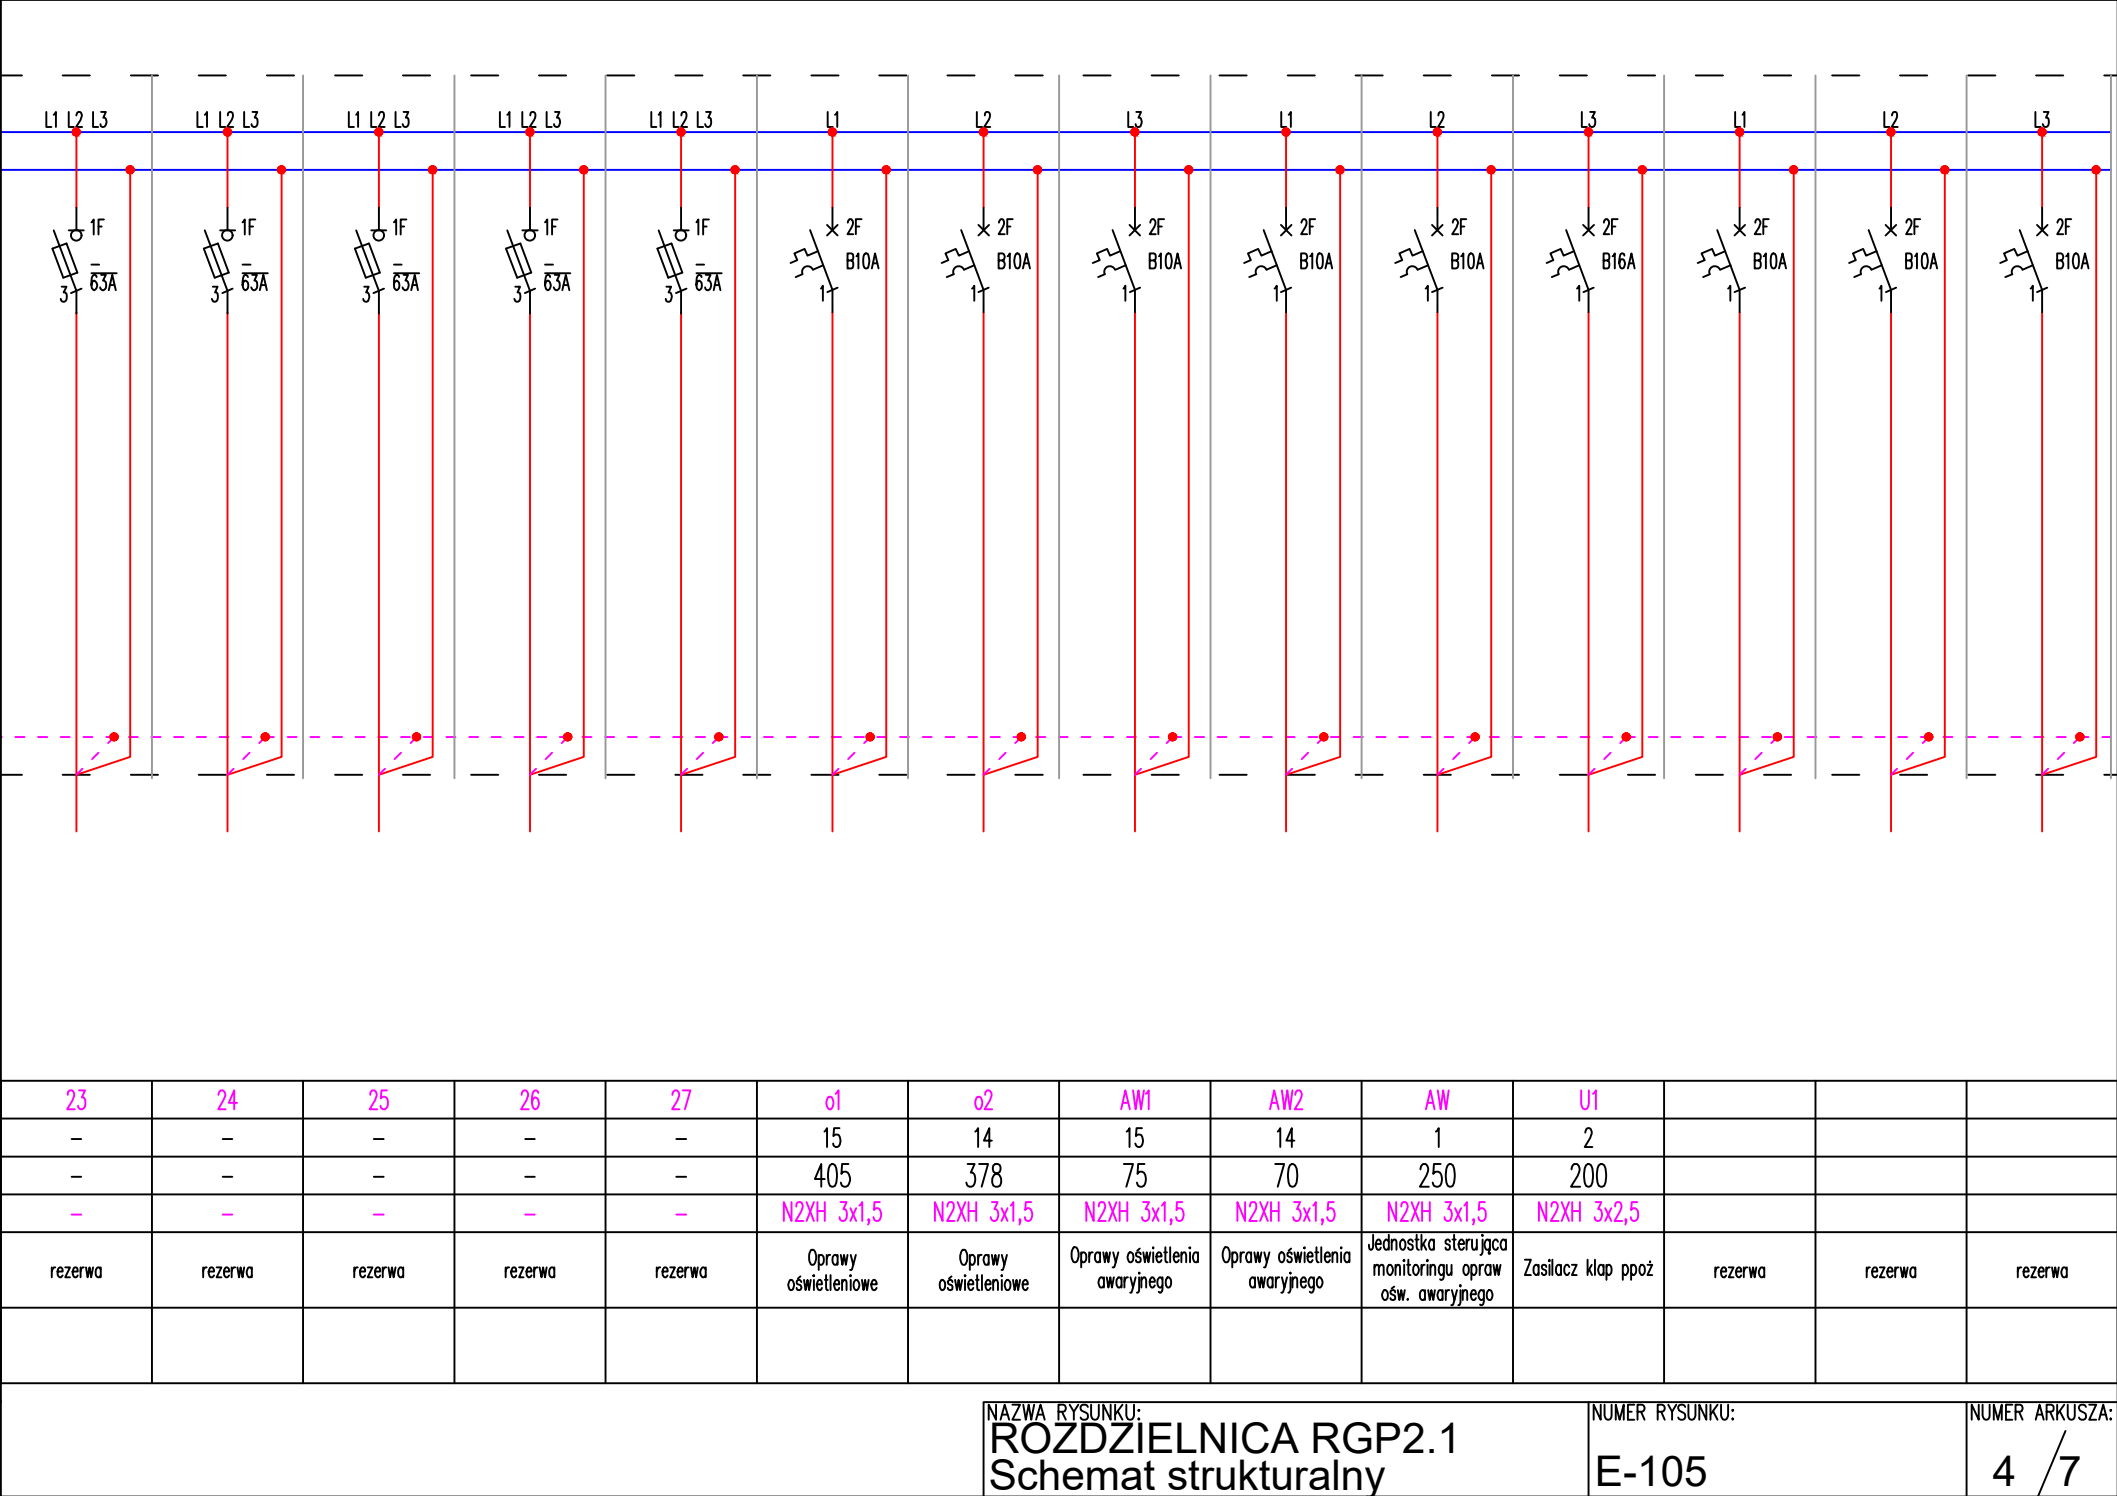 L1 L2 L3 L1 L2 L3 L1 L2 L3 L1 L2 L3 L1 L2 L3 L1 L2 L3 L1 L2 L3 L1 L2 L3
1F 1F 1F 1F 1F 2F 2F 2F 2F 2F 2F 2F 2F 2F
B10A B10A B10A B10A B10A B16A B10A B10A B10A
– – – – –
63A 63A 63A 63A 63A
3 3 3 3 3 1 1 1 1 1 1 1 1 1
23 24 25 26 27 o1 o2 AW1 AW2 AW U1
– – – – – 15 14 15 14 1 2
– – – – – 405 378 75 70 250 200
– – – – – N2XH 3x1,5 N2XH 3x1,5 N2XH 3x1,5 N2XH 3x1,5 N2XH 3x1,5 N2XH 3x2,5
rezerwa
rezerwa
rezerwa
rezerwa
rezerwa
Oprawy
oświetleniowe
Oprawy
oświetleniowe
Oprawy oświetlenia
awaryjnego
Oprawy oświetlenia
awaryjnego
Jednostka sterująca
monitoringu opraw
ośw. awaryjnego
Zasilacz klap ppoż
rezerwa
rezerwa
rezerwa
NAZWA RYSUNKU:
ROZDZIELNICA RGP2.1
Schemat strukturalny
NUMER RYSUNKU:
E-105
NUMER ARKUSZA:
4/7